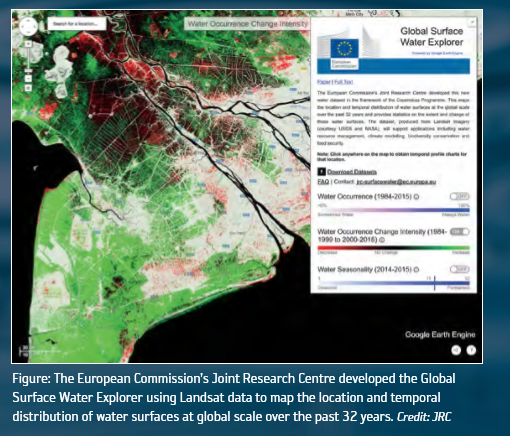 Search for a location...
Water Occurrence Change Intensity
Global Surface
Water Explorer
Powered by Google Earth Engine
European
Commission
Paper | Full Text
The European Commission's Joint Research Centre developed this new
water dataset in the framework of the Copernicus Programme. This maps
the location and temporal distribution of water surfaces at the global scale
over the past 32 years and provides statistics on the extent and change of
those water surfaces. The dataset, produced from Landsat imagery
(courtesy USGS and NASA), will support applications including water
resource management, climate modelling, biodiversity conservation and
food security.
Note: Click anywhere on the map to obtain temporal profile charts for
that location.
Download Datasets
FAQ | Contact: jrc-surfacewater@ec.europa.eu
Water Occurrence (1984-2015)
OFF
Sometimes Water Always Water
Water Occurrence Change Intensity (1984-
1999 to 2000-2015)
Decrease No Change Increase
Water Seasonality (2014-2015)
OFF
Seasonal Permanent
Google Earth Engine
Figure: The European Commission's Joint Research Centre developed the Global
Surface Water Explorer using Landsat data to map the location and temporal
distribution of water surfaces at global scale over the past 32 years. Credit: JRC